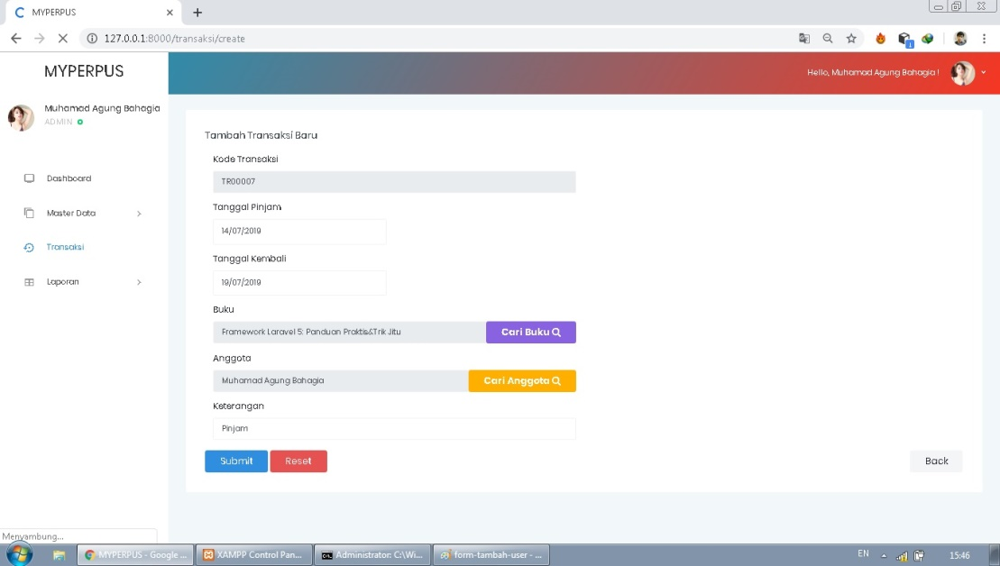 MYPERPUS
127.0.0.1:8000/transaksi/create
1
MYPERPUS
Hello, Muhamad Agung Bahagia !
Muhamad Agung Bahagia
ADMIN
Dashboard
Master Data
Transaksi
Laporan
Tambah Transaksi Baru
Kode Transaksi
TR00007
Tanggal Pinjam
14/07/2019
Tanggal Kembali
19/07/2019
Buku
Framework Laravel 5: Panduan Praktis&Trik Jitu
Cari Buku
Anggota
Muhamad Agung Bahagia
Cari Anggota
Keterangan
Pinjam
Submit
Reset
Back
Menyambung...
MYPERPUS - Google ...
XAMPP Control Pan...
Administrator: C:\Wi...
form-tambah-user - ...
EN
15:46